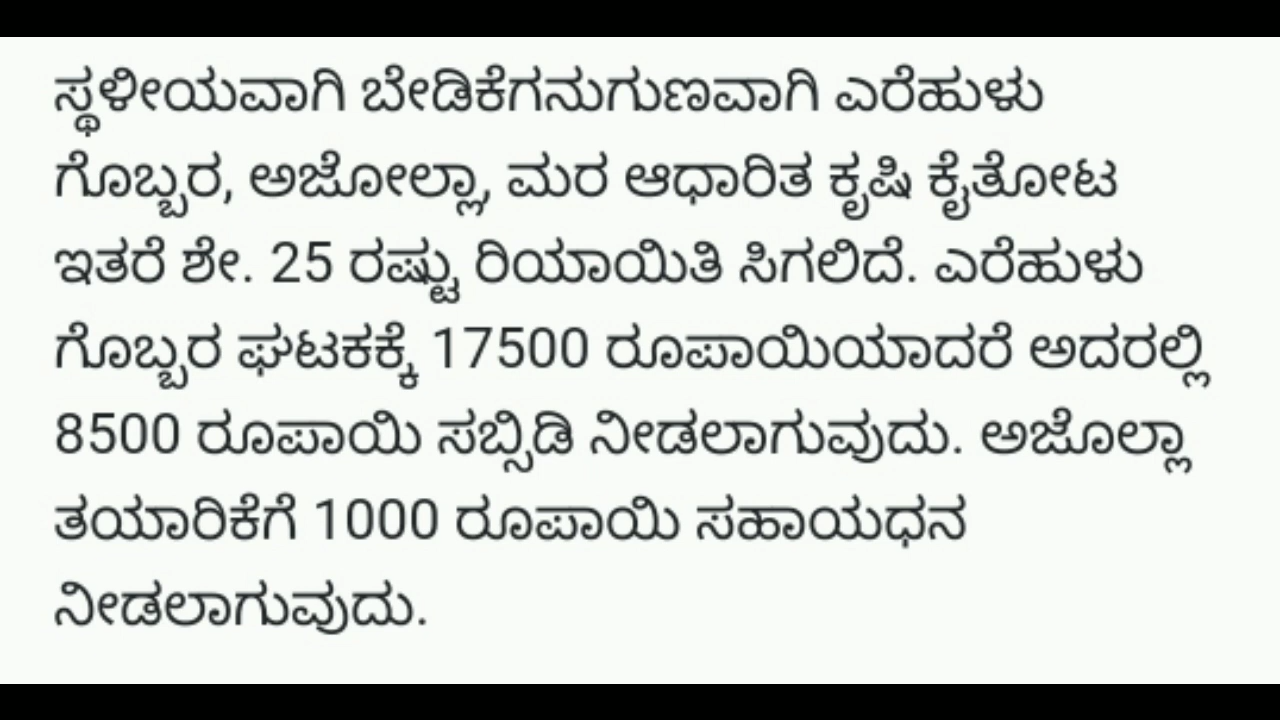 ಸ್ಥಳೀಯವಾಗಿ ಬೇಡಿಕೆಗನುಗುಣವಾಗಿ ಎರೆಹುಳು
ಗೊಬ್ಬರ, ಅಜೋಲ್ಲಾ, ಮರ ಆಧಾರಿತ ಕೃಷಿ ಕೈತೋಟ
ಇತರೆ ಶೇ. 25 ರಷ್ಟು ರಿಯಾಯಿತಿ ಸಿಗಲಿದೆ. ಎರೆಹುಳು
ಗೊಬ್ಬರ ಘಟಕಕ್ಕೆ 17500 ರೂಪಾಯಿಯಾದರೆ ಅದರಲ್ಲಿ
8500 ರೂಪಾಯಿ ಸಬ್ಸಿಡಿ ನೀಡಲಾಗುವುದು. ಅಜೊಲ್ಲಾ
ತಯಾರಿಕೆಗೆ 1000 ರೂಪಾಯಿ ಸಹಾಯಧನ
ನೀಡಲಾಗುವುದು.